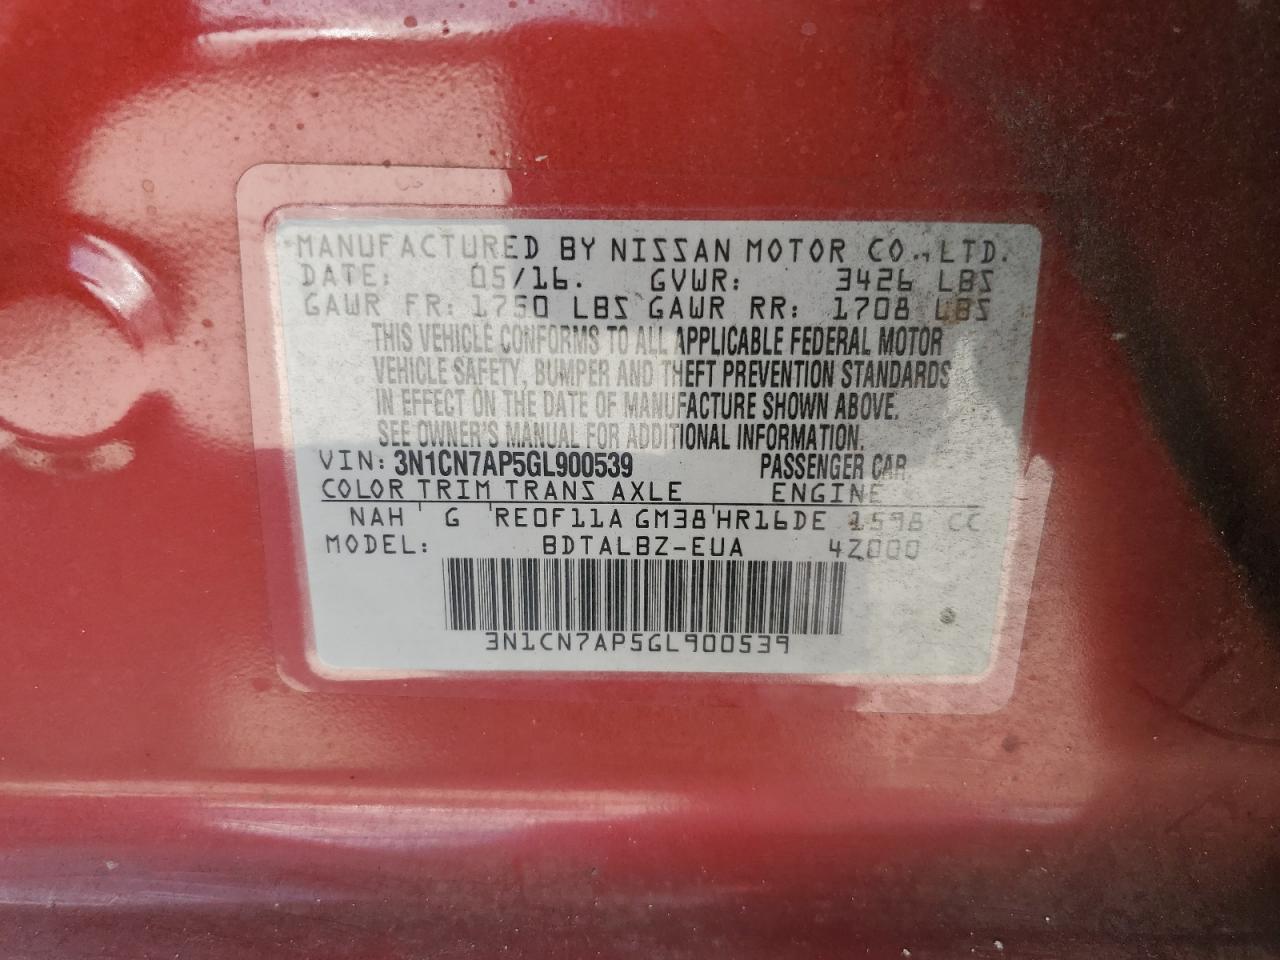 MANUFACTURED BY NISSAN MOTOR CO., LTD.
DATE: 05/16. GVWR: 3426 LBS
GAWR FR: 1750 LBS GAWR RR: 1708 LBS
THIS VEHICLE CONFORMS TO ALL APPLICABLE FEDERAL MOTOR
VEHICLE SAFETY, BUMPER AND THEFT PREVENTION STANDARDS
IN EFFECT ON THE DATE OF MANUFACTURE SHOWN ABOVE.
SEE OWNER'S MANUAL FOR ADDITIONAL INFORMATION.
VIN: 3N1CN7AP5GL900539 PASSENGER CAR
COLOR TRIM TRANS AXLE ENGINE
NAH G RE0F11A GM38 HR16DE 1598 CC
MODEL: BDTALBZ-EUA 4Z000
3N1CN7AP5GL900539